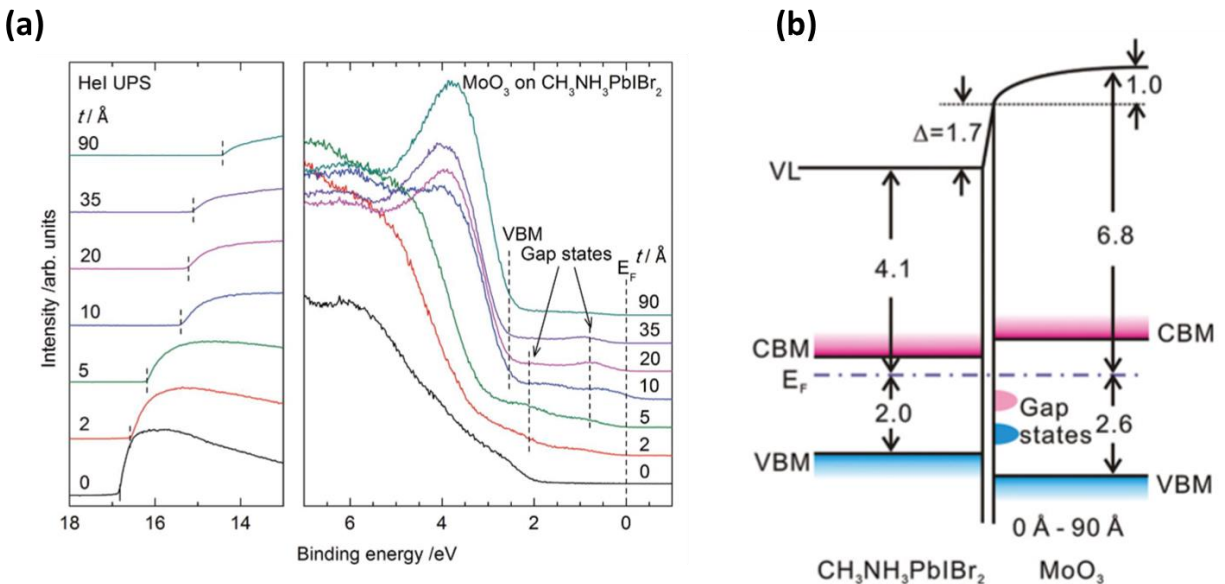 (a)
HeI UPS
t / Å
90
35
20
10
5
2
0
18 16 14
Intensity /arb. units
MoO₃ on CH₃NH₃PbIBr₂
VBM
Gap states
E_F
t / Å
90
35
20
10
5
2
0
6 4 2 0
Binding energy /eV
(b)
1.0
Δ=1.7
VL
4.1
6.8
CBM
CBM
E_F
2.0
Gap
states
2.6
VBM
VBM
0 Å - 90 Å
CH₃NH₃PbIBr₂
MoO₃